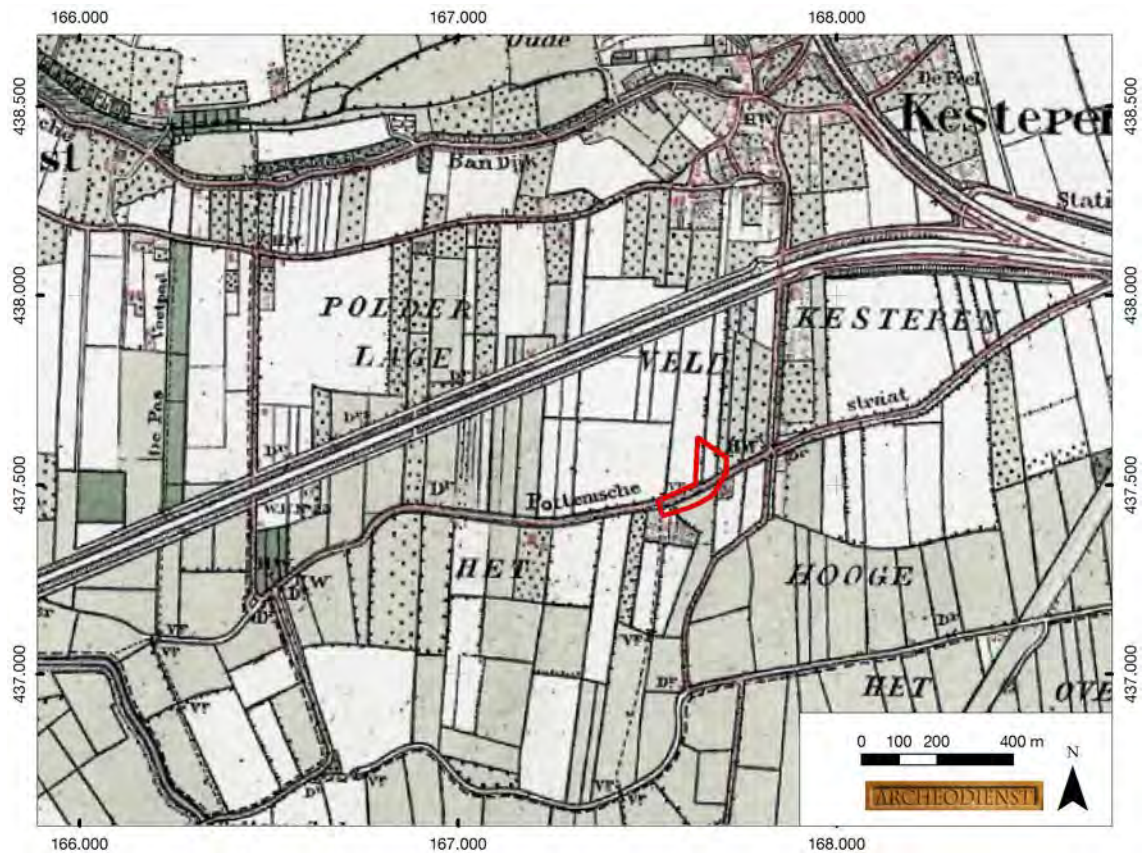 166.000
167.000
168.000
438.500
438.500
Oude
De Poel
Kesteren
H.W.
Ban Dijk
Stati
H.W.
438.000
438.000
POLDER
KESTEREN
LAGE
VELD
Voetpad
De Pas
straat
H.W.
437.500
437.500
Pottemsche
HET
HOOGE
437.000
437.000
HET
OVE
0 100 200 400 m
N
ARCHEODIENST
166.000
167.000
168.000